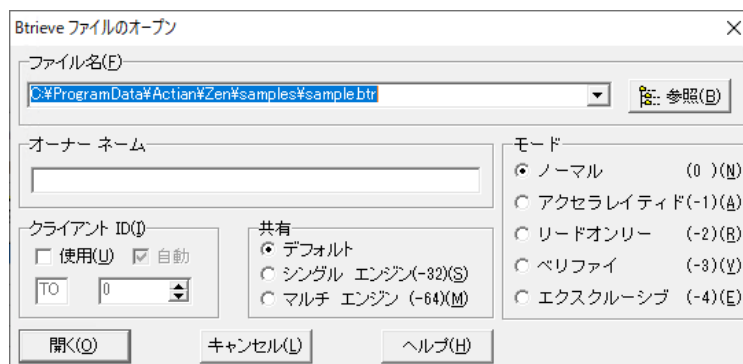 Btrieve ファイルのオープン
ファイル名(F)
C:¥ProgramData¥Actian¥Zen¥samples¥sample.btr
参照(B)
オーナー ネーム
モード
ノーマル (0 )(N)
アクセラレイティド(-1)(A)
リードオンリー (-2)(R)
ベリファイ (-3)(V)
エクスクルーシブ (-4)(E)
クライアント ID(I)
使用(U) 自動
TO 0
共有
デフォルト
シングル エンジン(-32)(S)
マルチ エンジン (-64)(M)
開く(O)
キャンセル(L)
ヘルプ(H)